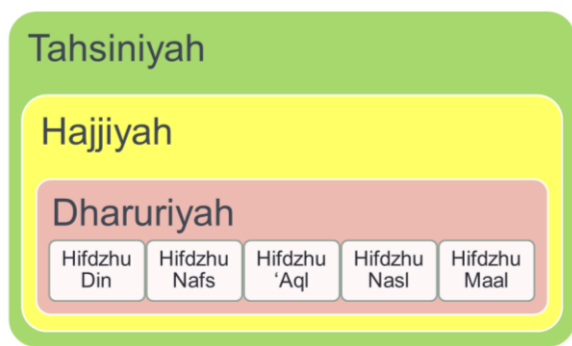 Tahsiniyah
Hajjiyah
Dharuriyah
Hifdzhu Din
Hifdzhu Nafs
Hifdzhu ‘Aql
Hifdzhu Nasl
Hifdzhu Maal